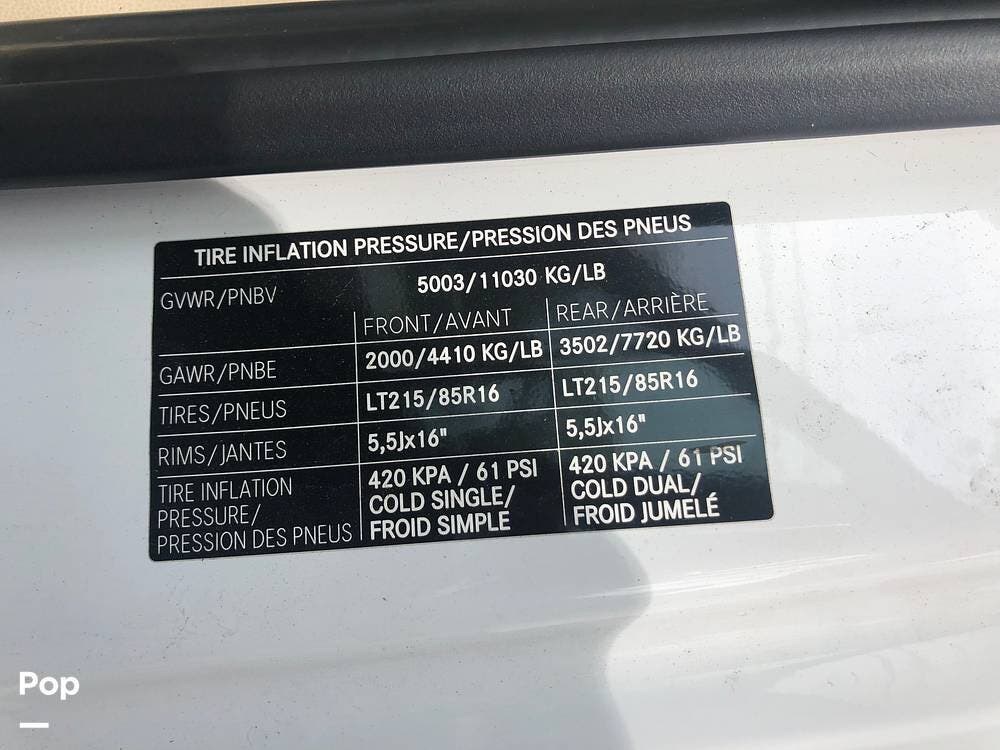 TIRE INFLATION PRESSURE/PRESSION DES PNEUS
GVWR/PNBV 5003/11030 KG/LB
FRONT/AVANT REAR/ARRIÈRE
GAWR/PNBE 2000/4410 KG/LB 3502/7720 KG/LB
TIRES/PNEUS LT215/85R16 LT215/85R16
RIMS/JANTES 5,5Jx16" 5,5Jx16"
TIRE INFLATION 420 KPA / 61 PSI 420 KPA / 61 PSI
PRESSURE/ COLD SINGLE/ COLD DUAL/
PRESSION DES PNEUS FROID SIMPLE FROID JUMELÉ
Pop